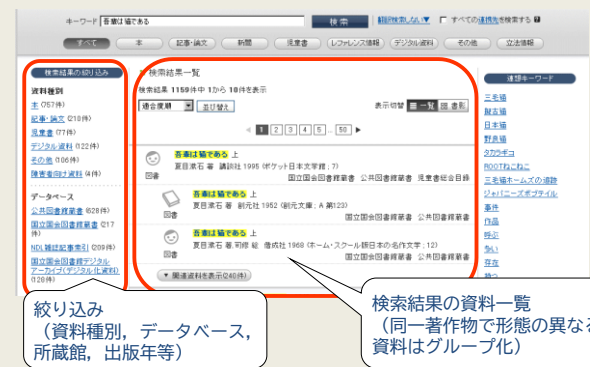 キーワード 吾輩は猫である 検索 翻訳検索しない▼ すべての連携先を検索する
すべて 本 記事・論文 新聞 児童書 レファレンス情報 デジタル資料 その他 立法情報
検索結果の絞り込み
資料種別
本 (757件)
記事・論文 (210件)
児童書 (77件)
デジタル資料 (122件)
その他 (106件)
障害者向け資料 (4件)
データベース
公共図書館蔵書 (628件)
国立国会図書館蔵書 (217件)
NDL雑誌記事索引 (209件)
国立国会図書館デジタルアーカイブ(デジタル化資料) (128件)
検索結果一覧
検索結果 1159件中 1から 10件を表示
適合度順 並び替え 表示切替 一覧 書影
1 2 3 4 5 .. 50
吾輩は猫である 上
夏目漱石 著 講談社 1995 (ポケット日本文学館 ; 7)
図書 国立国会図書館蔵書 公共図書館蔵書 児童書総合目録
吾輩は猫である 上
夏目漱石 著 創元社 1952 (創元文庫 ; A 第123)
図書 国立国会図書館蔵書 公共図書館蔵書
吾輩は猫である 上
夏目漱石 著,司修 絵 偕成社 1968 (ホーム・スクール版日本の名作文学 ; 12)
図書 国立国会図書館蔵書 公共図書館蔵書
▼ 関連資料を表示(240件)
連想キーワード
三毛猫
擬古猫
日本猫
野良猫
タカラギコ
ROOTねこねこ
三毛猫ホームズの追跡
ジャパニーズボブテイル
事件
作品
呼ぶ
多い
存在
持つ
絞り込み
（資料種別，データベース，
所蔵館，出版年等）
検索結果の資料一覧
（同一著作物で形態の異なる
資料はグループ化）